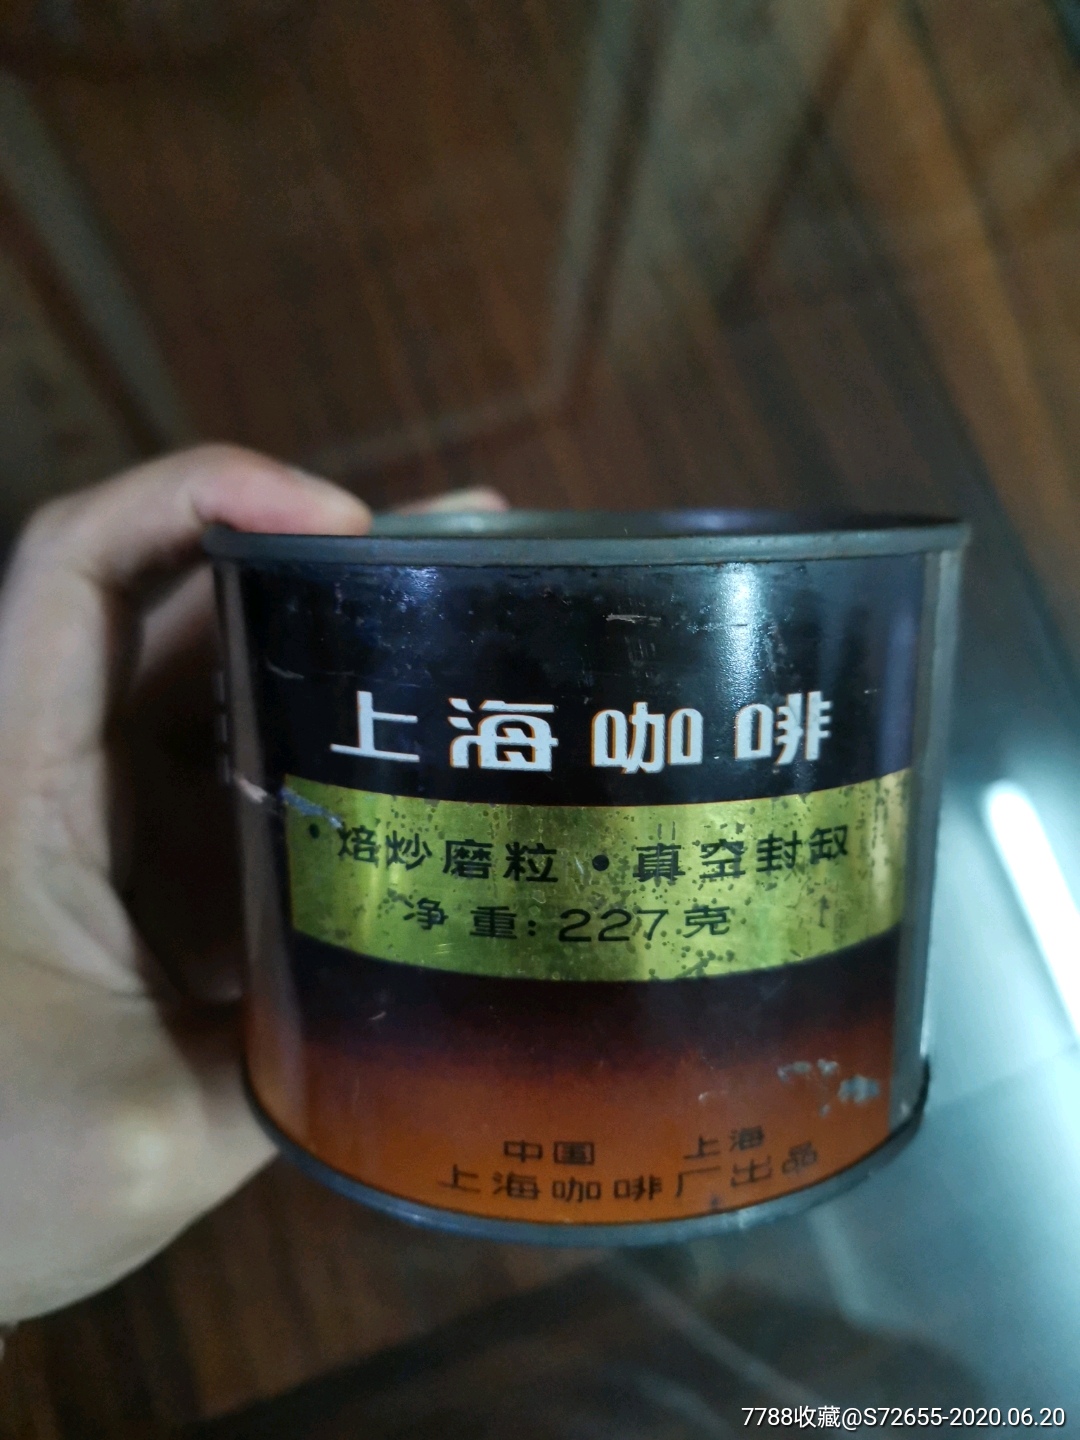 上海咖啡
·焙炒磨粒·真空封缸
净重:227克
中国 上海
上海咖啡厂出品
7788收藏@S72655-2020.06.20